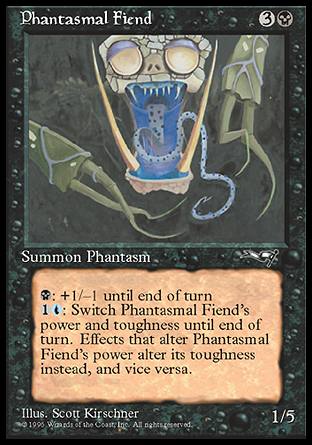 Phantasmal Fiend 3
Summon Phantasm
: +1/-1 until end of turn
1 : Switch Phantasmal Fiend's
power and toughness until end of
turn. Effects that alter Phantasmal
Fiend's power alter its toughness
instead, and vice versa.
Illus. Scott Kirschner
© 1996 Wizards of the Coast, Inc. All rights reserved.
1/5